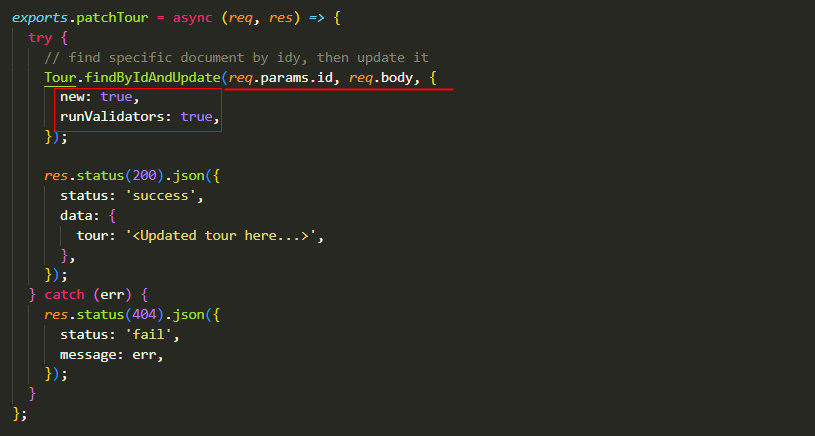 exports.patchTour = async (req, res) => {
try {
// find specific document by idy, then update it
Tour.findByIdAndUpdate(req.params.id, req.body, {
new: true,
runValidators: true,
});
res.status(200).json({
status: 'success',
data: {
tour: '<Updated tour here...>',
},
});
} catch (err) {
res.status(404).json({
status: 'fail',
message: err,
});
}
};